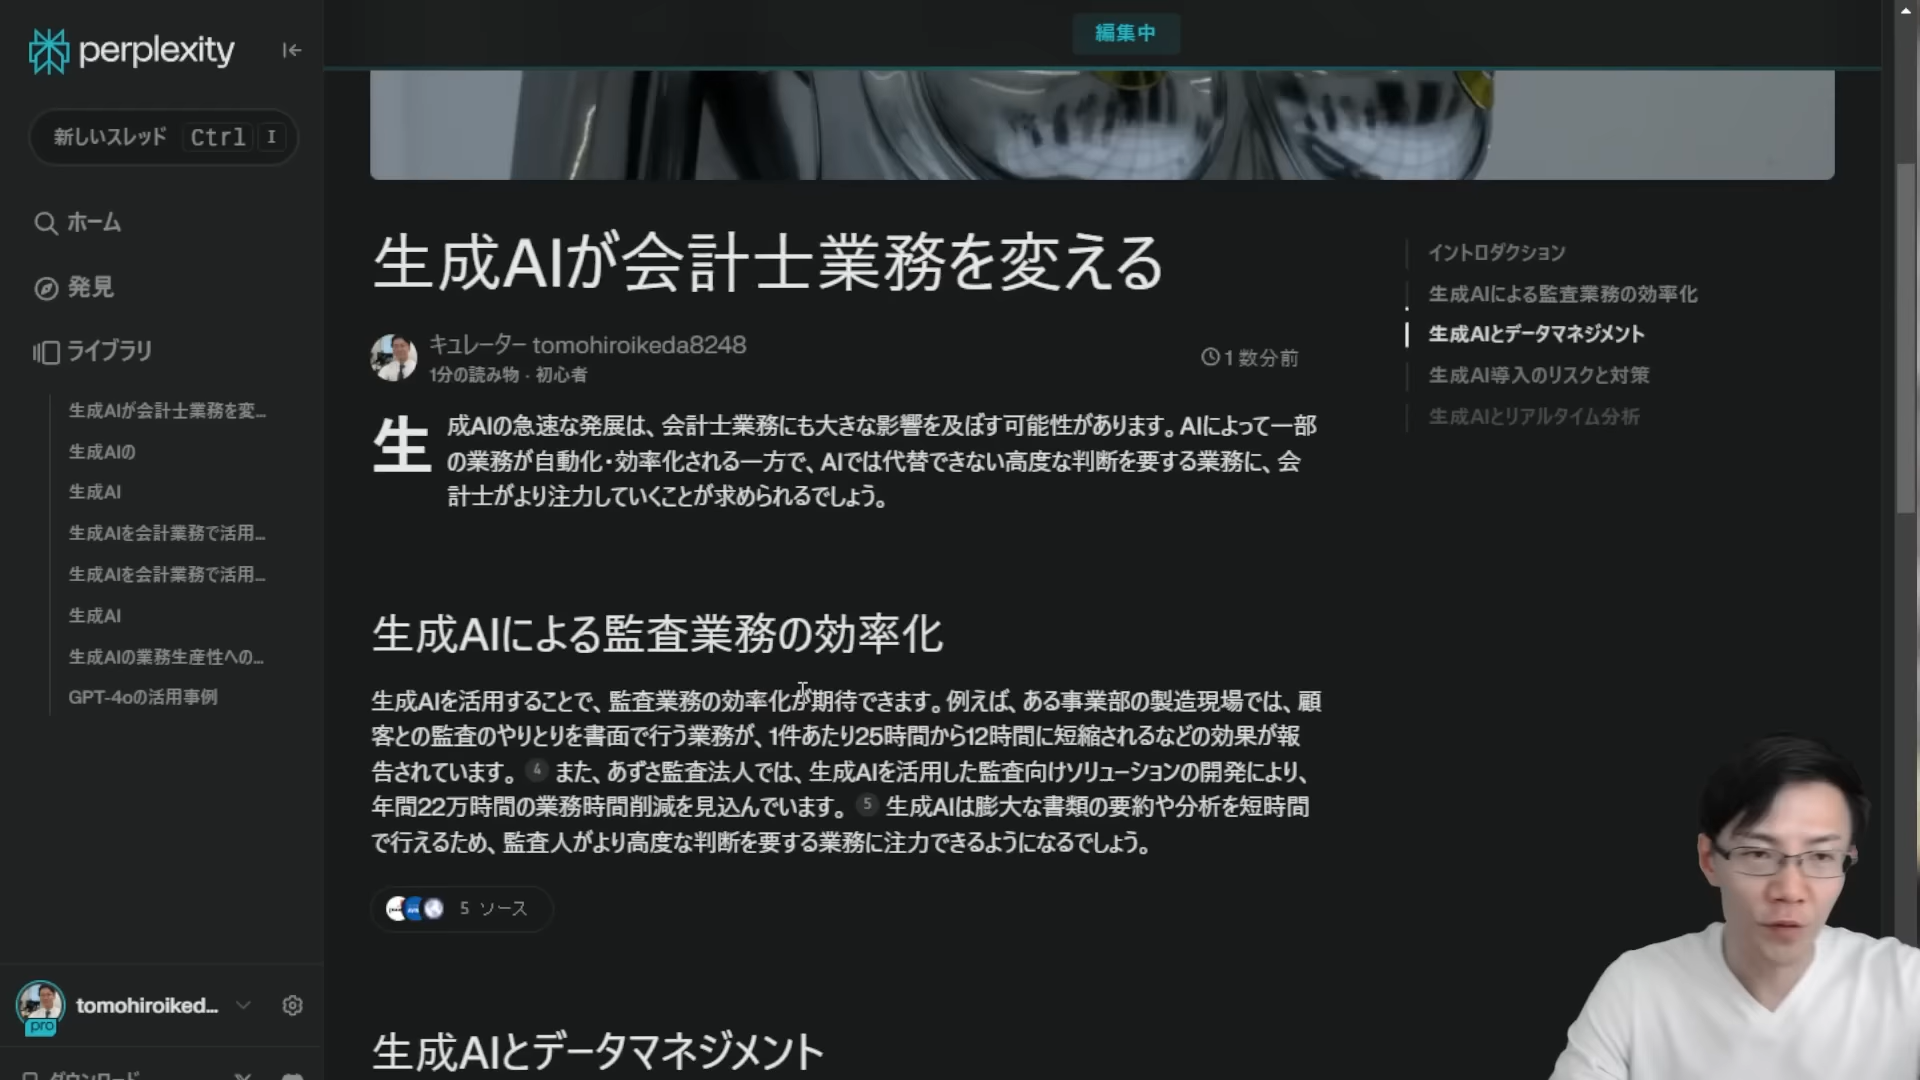 perplexity
新しいスレッド Ctrl I
ホーム
発見
ライブラリ
生成AIが会計士業務を変...
生成AIの
生成AI
生成AIを会計業務で活用...
生成AIを会計業務で活用...
生成AI
生成AIの業務生産性への...
GPT-4oの活用事例
tomohiroiked...
pro
ダウンロード
編集中
生成AIが会計士業務を変える
キュレーター tomohiroikeda8248
1分の読み物・初心者
1 数分前
生成AIの急速な発展は、会計士業務にも大きな影響を及ぼす可能性があります。AIによって一部
の業務が自動化・効率化される一方で、AIでは代替できない高度な判断を要する業務に、会
計士がより注力していくことが求められるでしょう。
生成AIによる監査業務の効率化
生成AIを活用することで、監査業務の効率化が期待できます。例えば、ある事業部の製造現場では、顧
客との監査のやりとりを書面で行う業務が、1件あたり25時間から12時間に短縮されるなどの効果が報
告されています。 4 また、あずさ監査法人では、生成AIを活用した監査向けソリューションの開発により、
年間22万時間の業務時間削減を見込んでいます。 5 生成AIは膨大な書類の要約や分析を短時間
で行えるため、監査人がより高度な判断を要する業務に注力できるようになるでしょう。
5 ソース
生成AIとデータマネジメント
イントロダクション
生成AIによる監査業務の効率化
生成AIとデータマネジメント
生成AI導入のリスクと対策
生成AIとリアルタイム分析